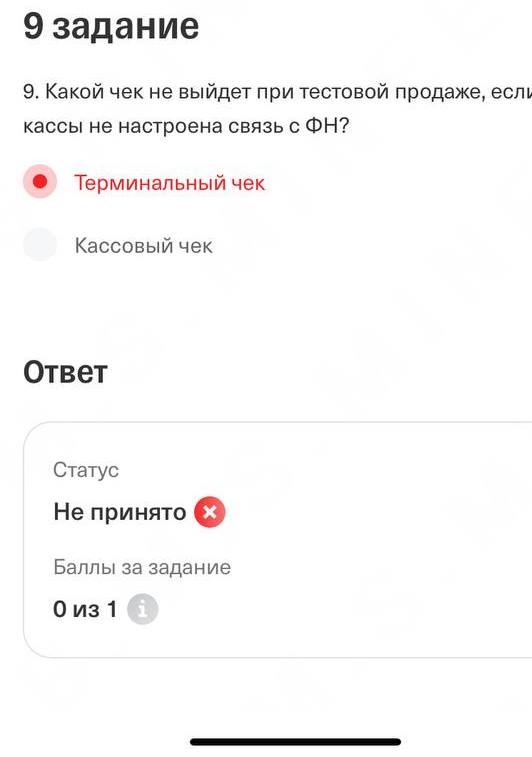 9 задание
9. Какой чек не выйдет при тестовой продаже, если
кассы не настроена связь с ФН?
Терминальный чек
Кассовый чек
Ответ
Статус
Не принято
Баллы за задание
0 из 1